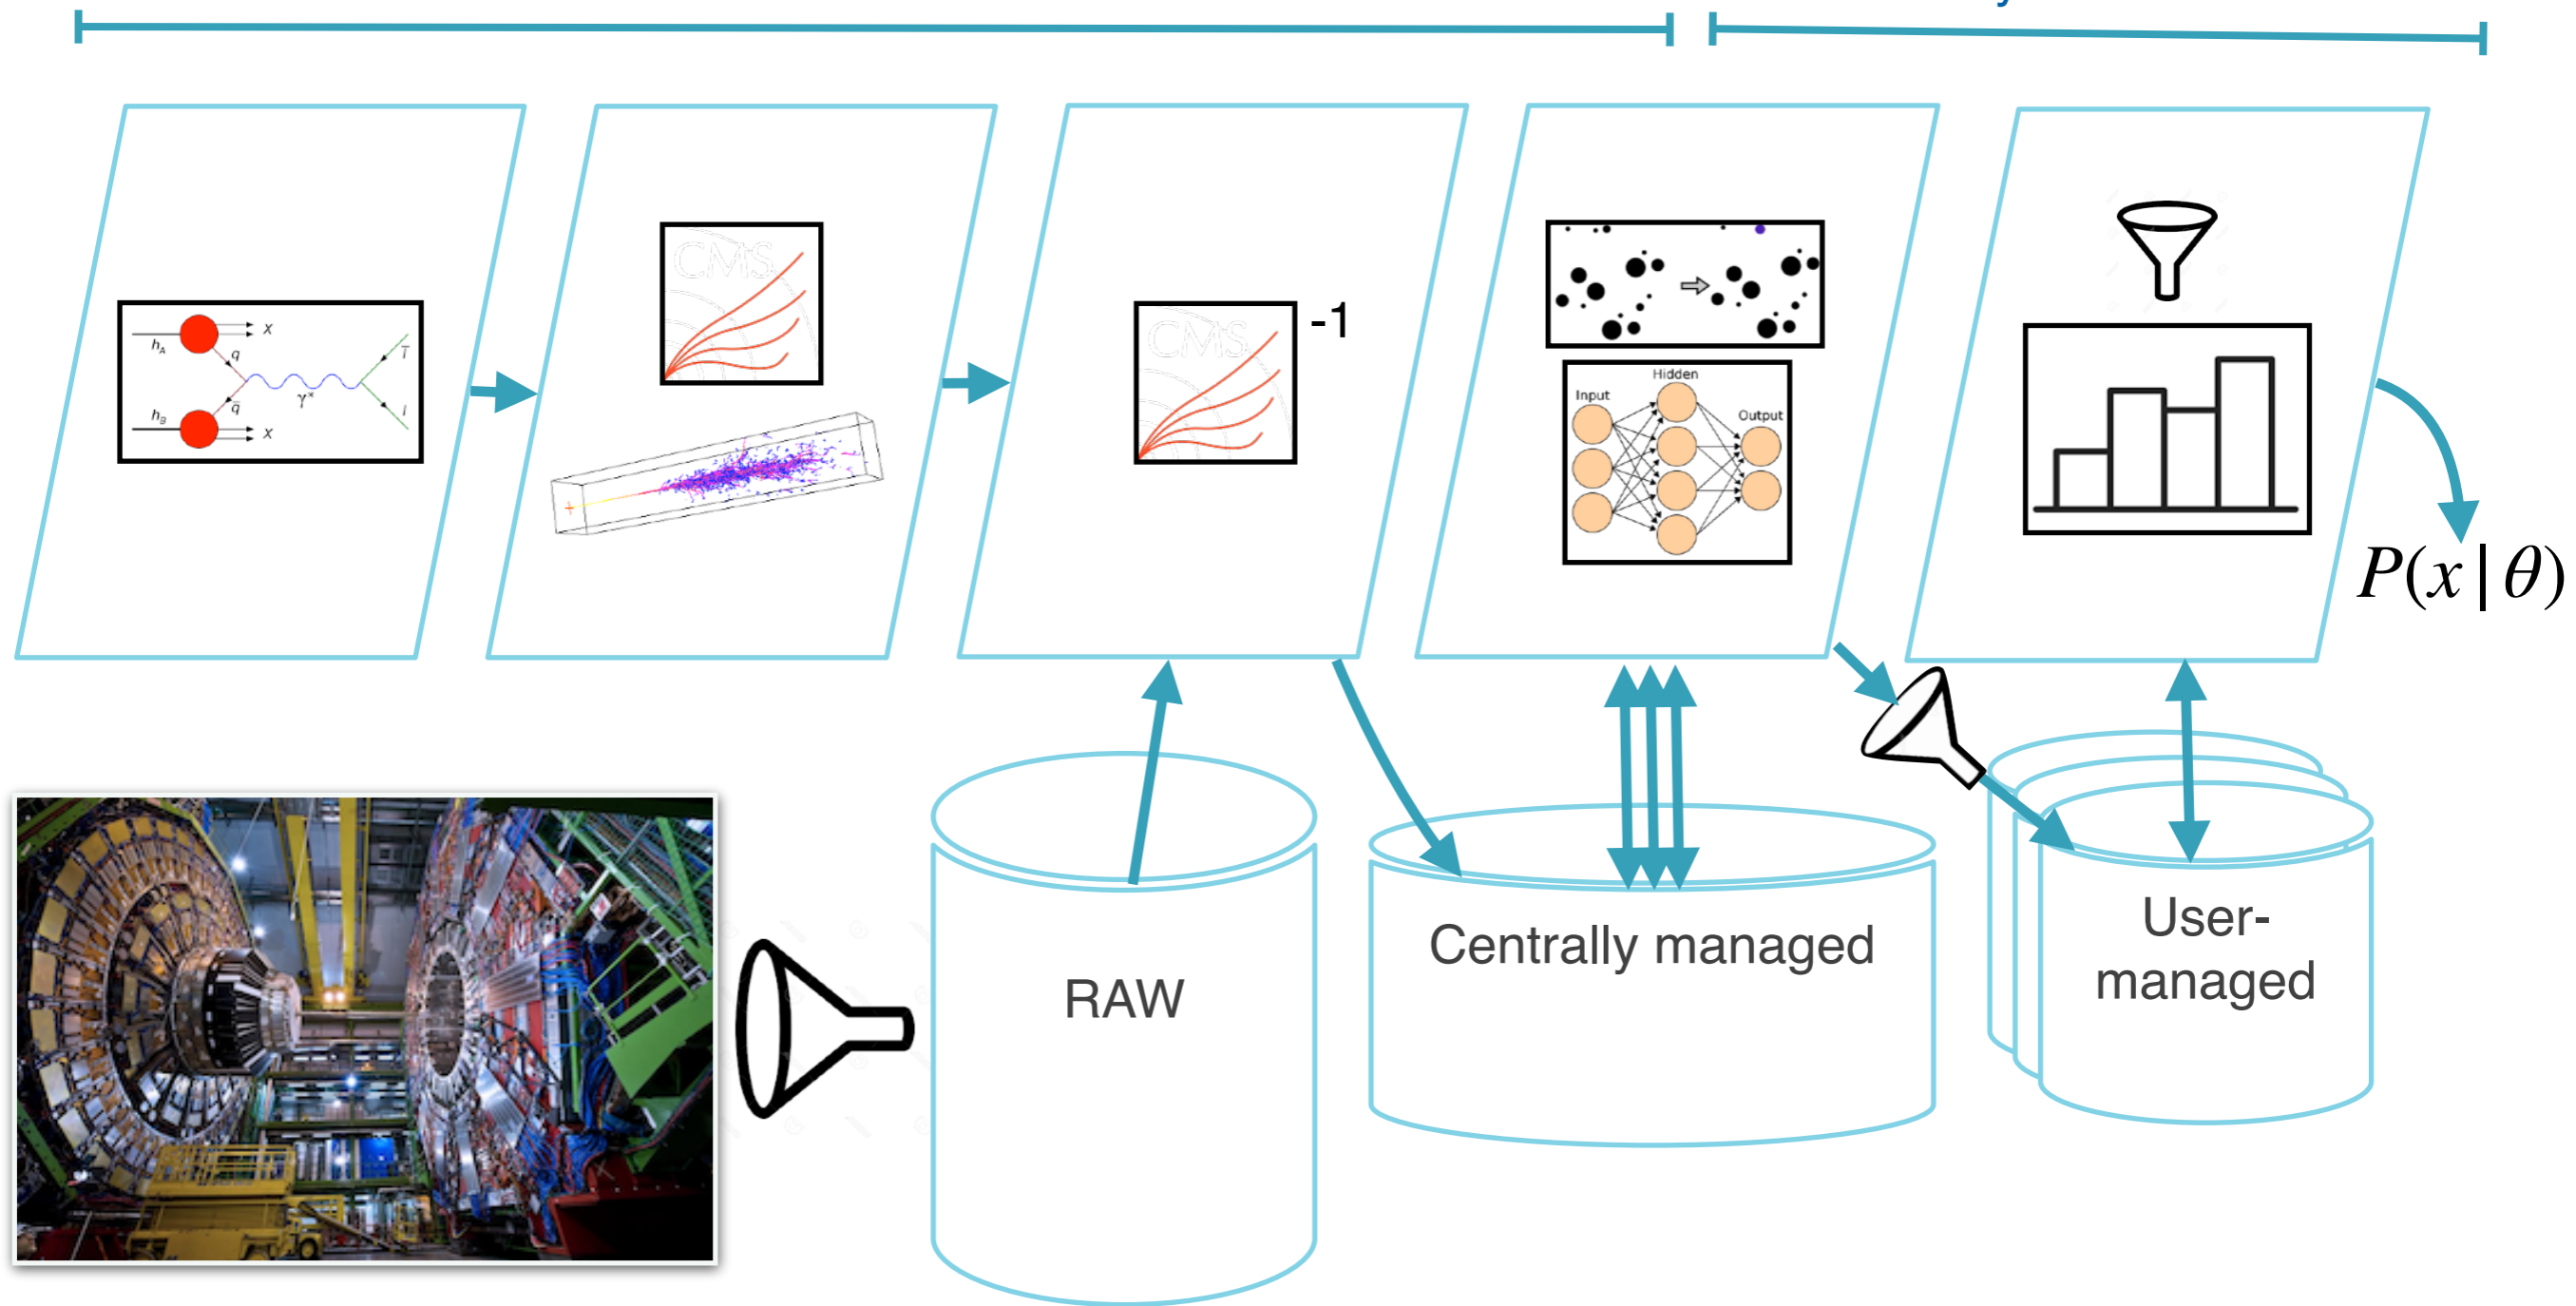 CMS
CMS
-1
h_A
X
q
q̅
γ*
l̅
l
h_B
X
Input
Hidden
Output
P(x | θ)
RAW
Centrally managed
User-
managed